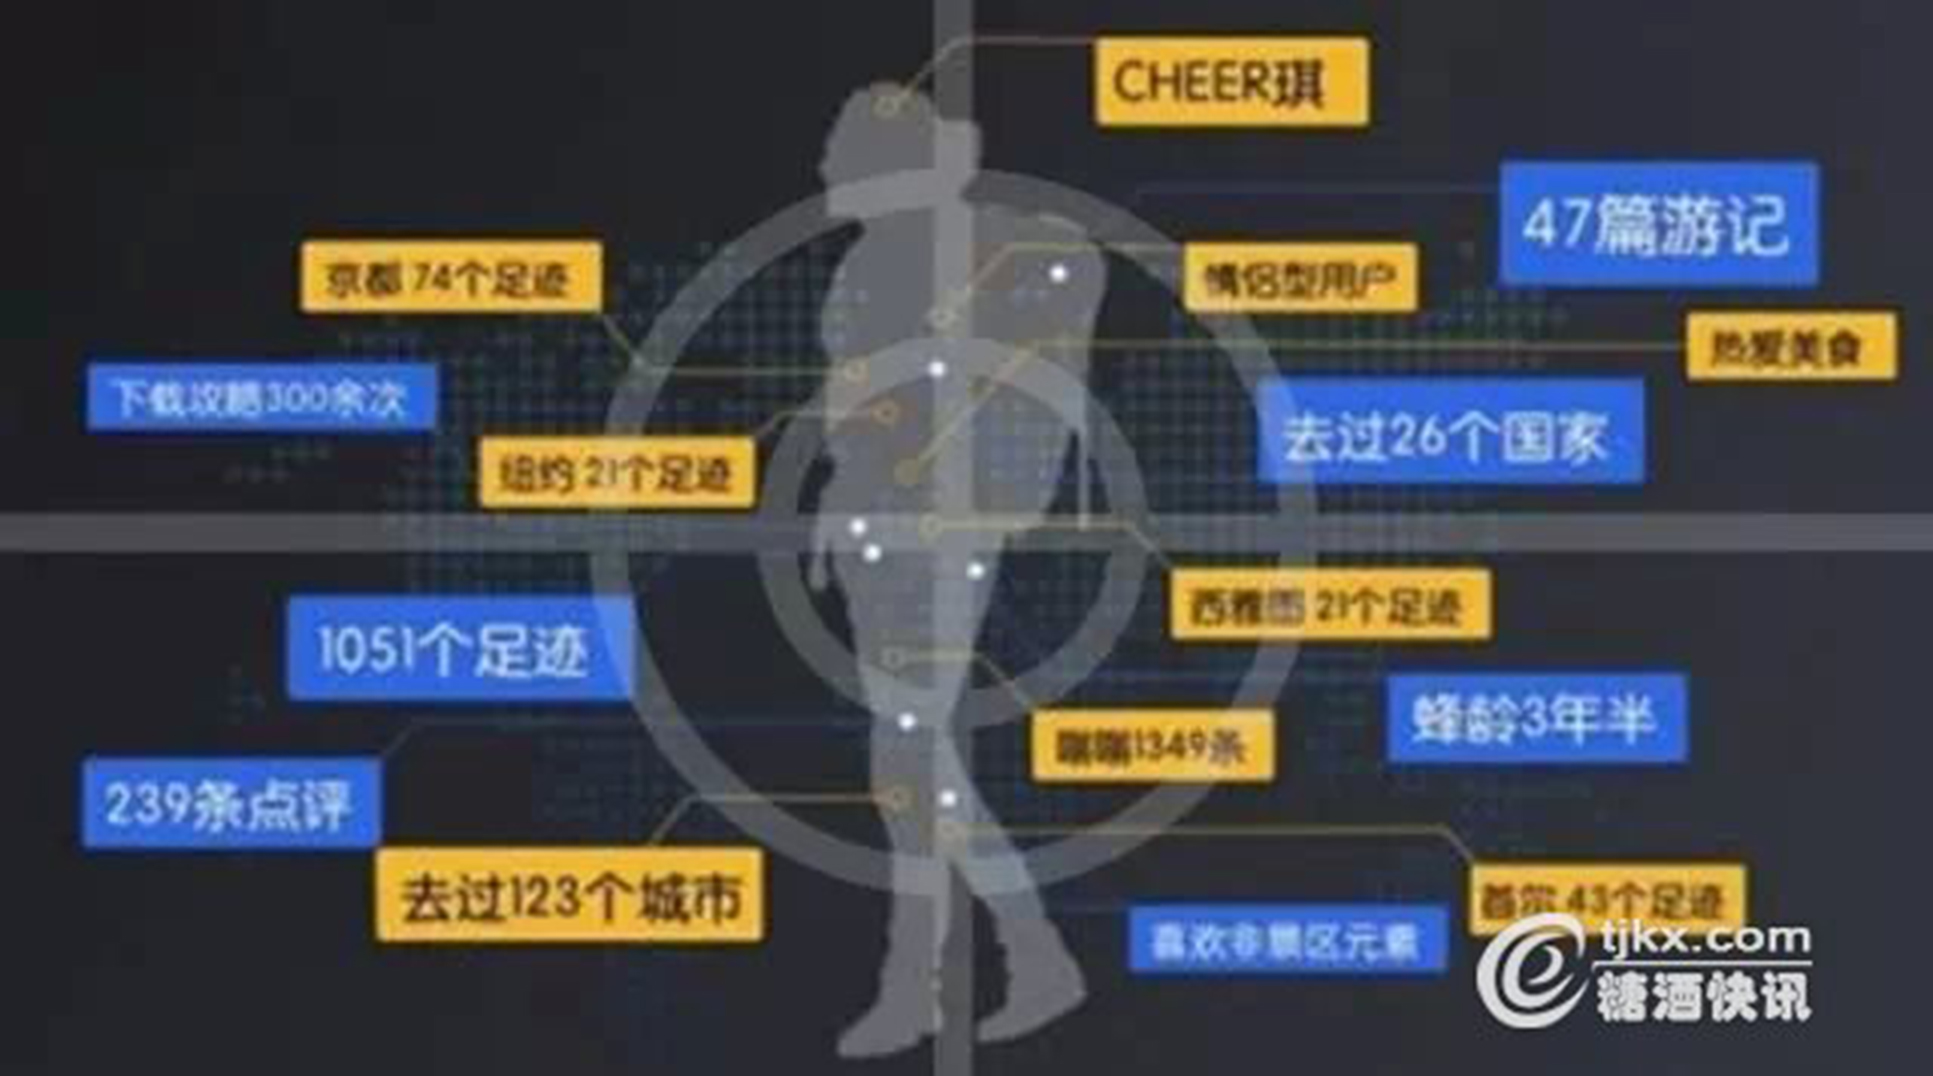 CHEER琪
47篇游记
京都 74个足迹
情侣型用户
热爱美食
下载攻略300余次
去过26个国家
纽约 21个足迹
西雅图 21个足迹
1051个足迹
蜂龄3年半
嗡嗡1349条
239条点评
去过123个城市
首尔 43个足迹
喜欢非景区元素
tjkx.com
糖酒快讯